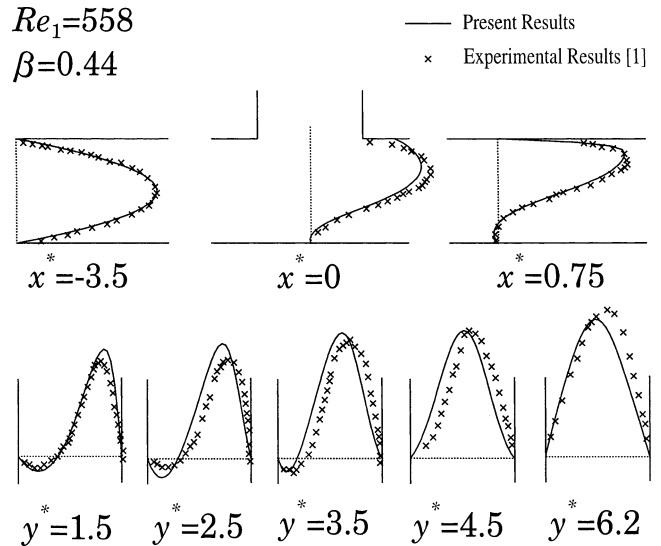 Re₁=558
β=0.44
Present Results
Experimental Results [1]
x*=-3.5
x*=0
x*=0.75
y*=1.5
y*=2.5
y*=3.5
y*=4.5
y*=6.2